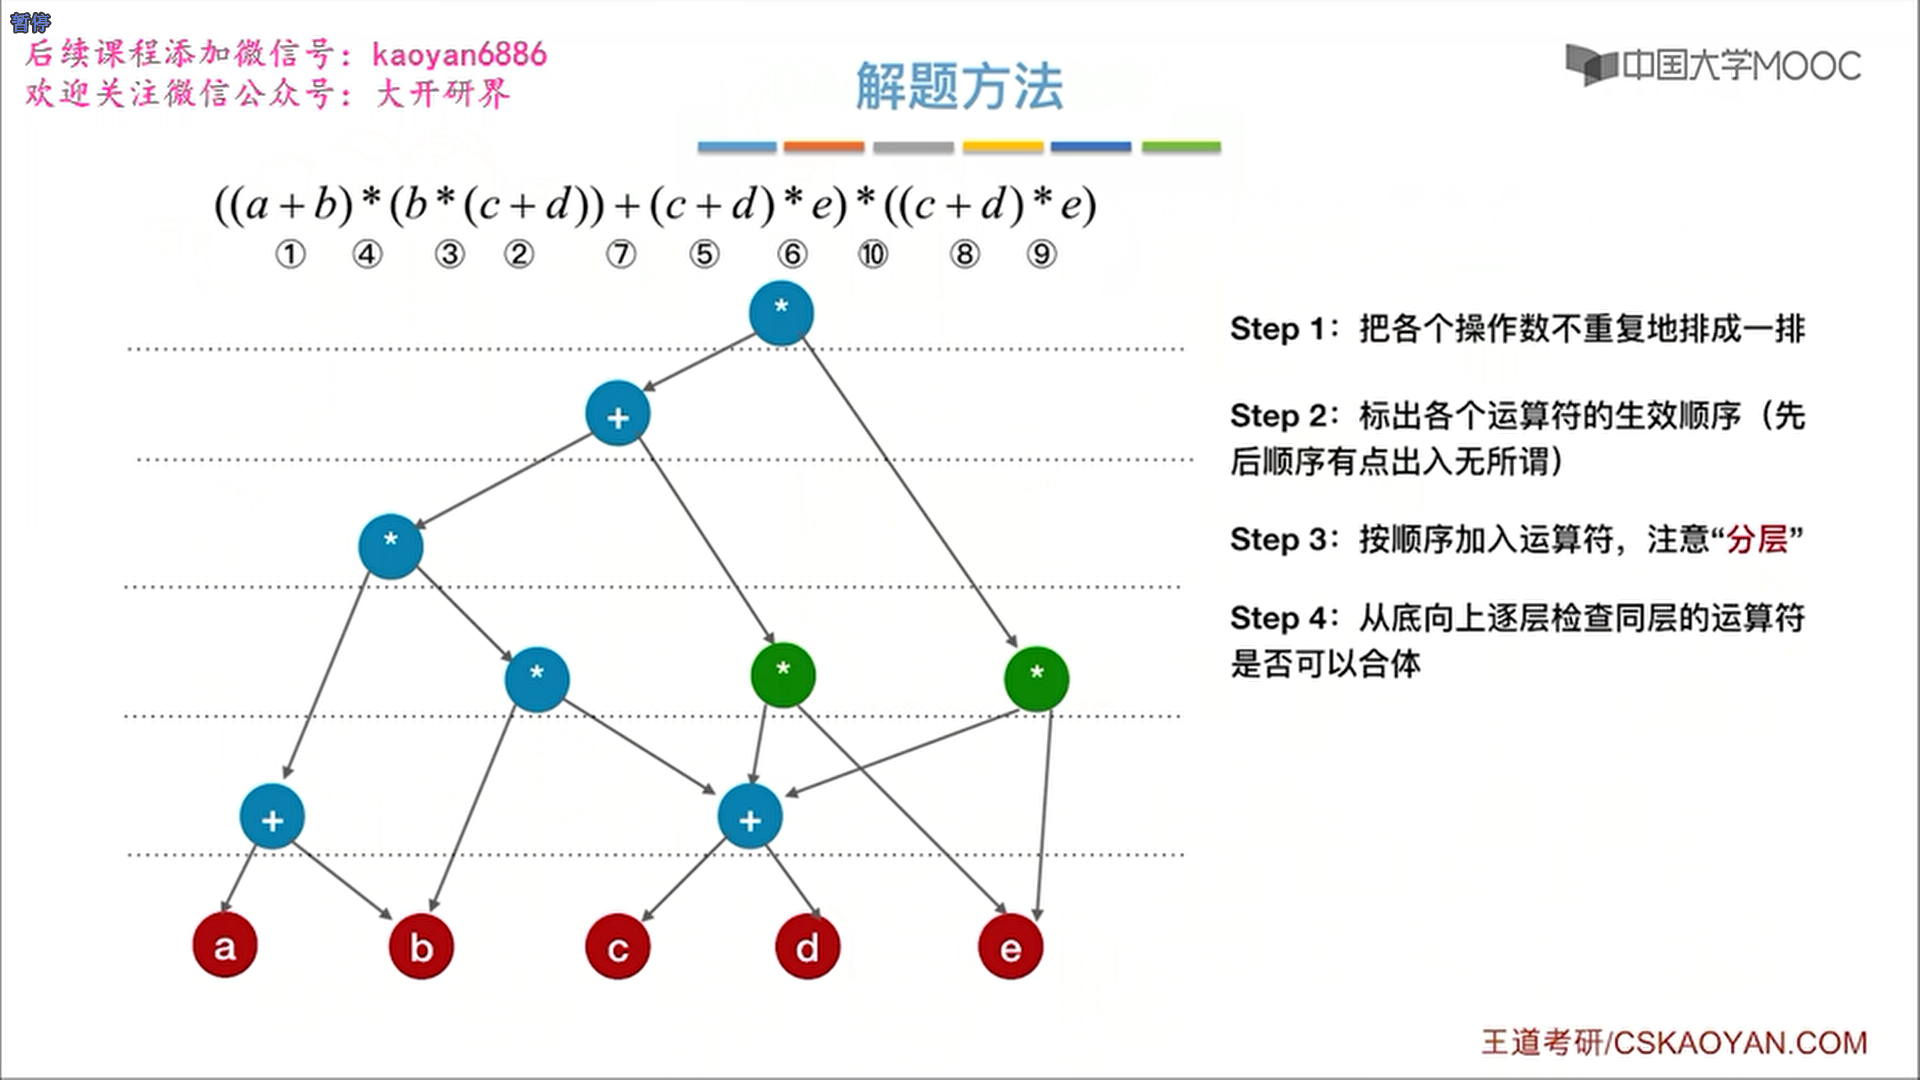 暂停
后续课程添加微信号：kaoyan6886
欢迎关注微信公众号：大开研界
中国大学MOOC
解题方法
((a+b)*(b*(c+d))+(c+d)*e)*((c+d)*e)
① ④ ③ ② ⑦ ⑤ ⑥ ⑩ ⑧ ⑨
*
+
*
* * *
+ +
a b c d e
Step 1：把各个操作数不重复地排成一排
Step 2：标出各个运算符的生效顺序（先
后顺序有点出入无所谓）
Step 3：按顺序加入运算符，注意“分层”
Step 4：从底向上逐层检查同层的运算符
是否可以合体
王道考研/CSKAOYAN.COM